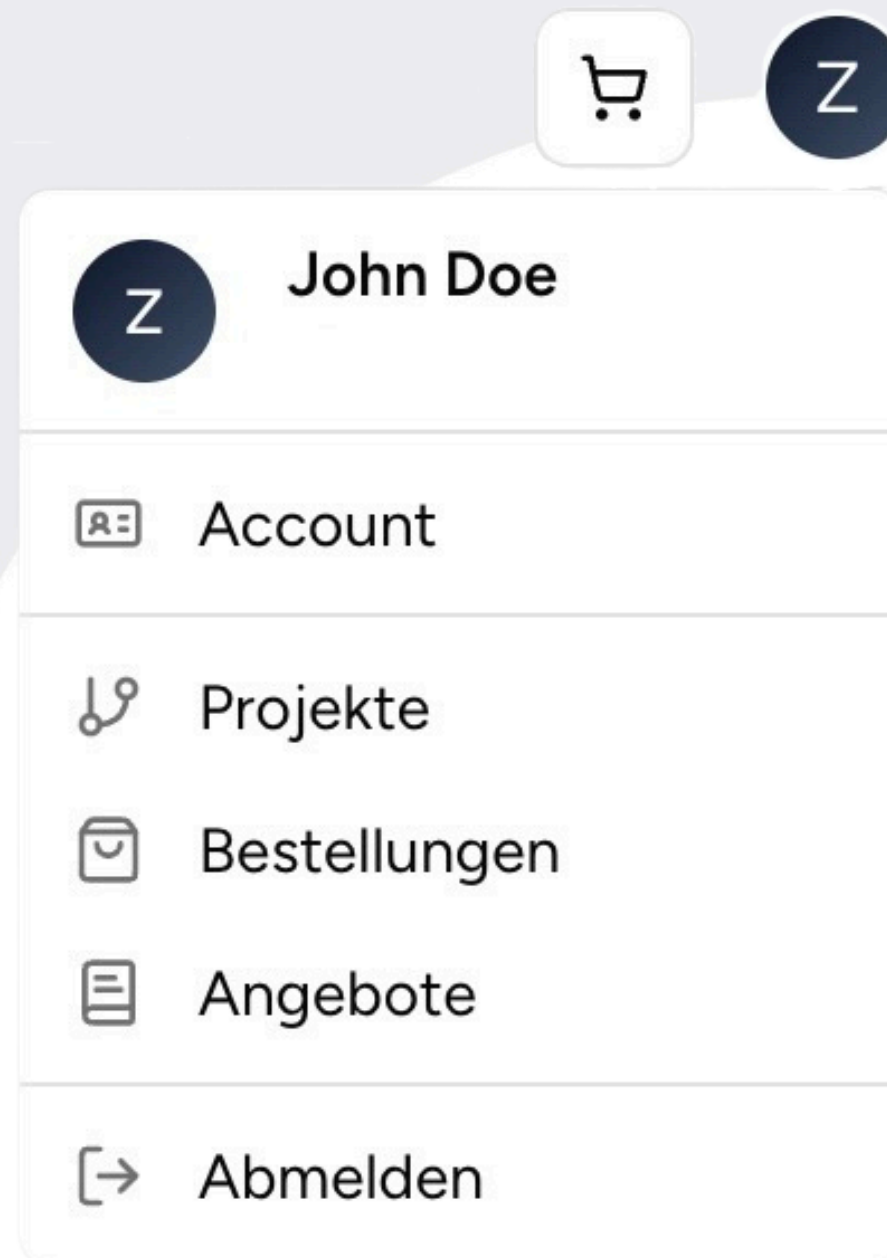 Z
Z
John Doe
Account
Projekte
Bestellungen
Angebote
Abmelden